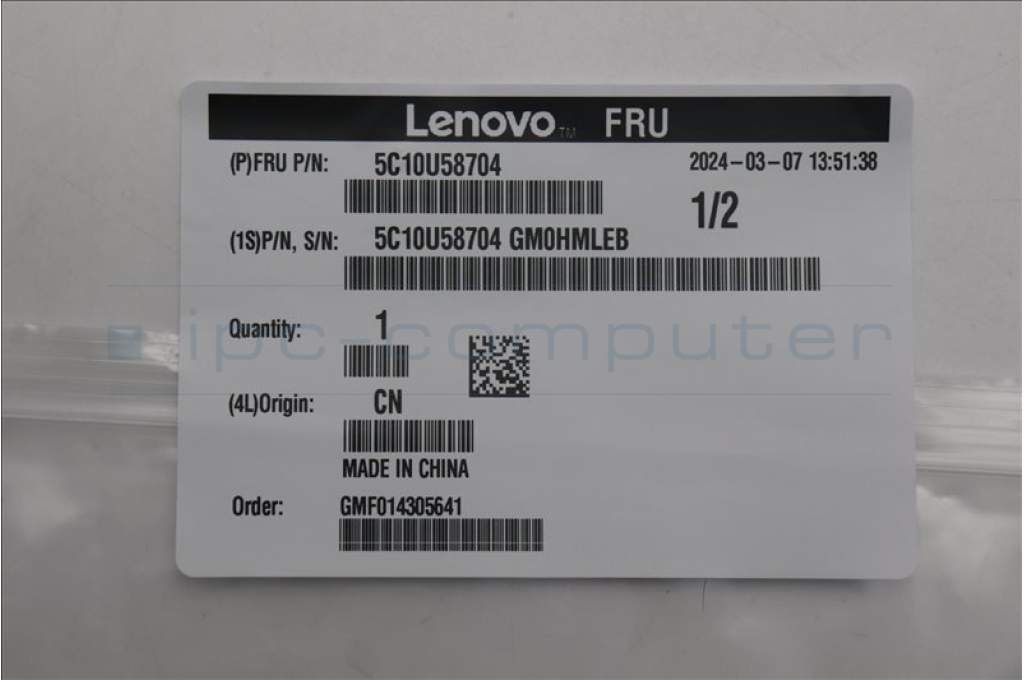 Lenovo™ FRU
(P)FRU P/N: 5C10U58704 2024-03-07 13:51:38
1/2
(1S)P/N, S/N: 5C10U58704 GM0HMLEB
ipc-computer
Quantity: 1
(4L)Origin: CN
MADE IN CHINA
Order: GMF014305641